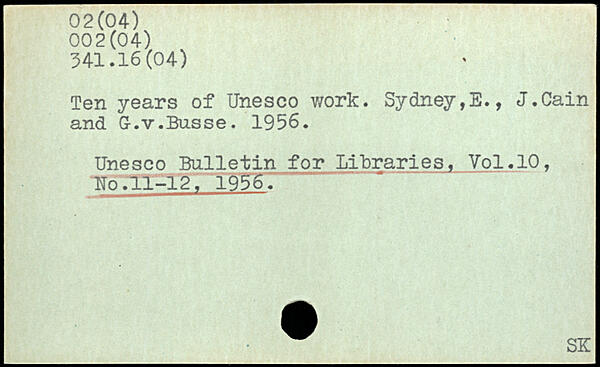 02(04)
002(04)
341.16(04)
Ten years of Unesco work. Sydney,E., J.Cain
and G.v.Busse. 1956.
Unesco Bulletin for Libraries, Vol.10,
No.11-12, 1956.
SK